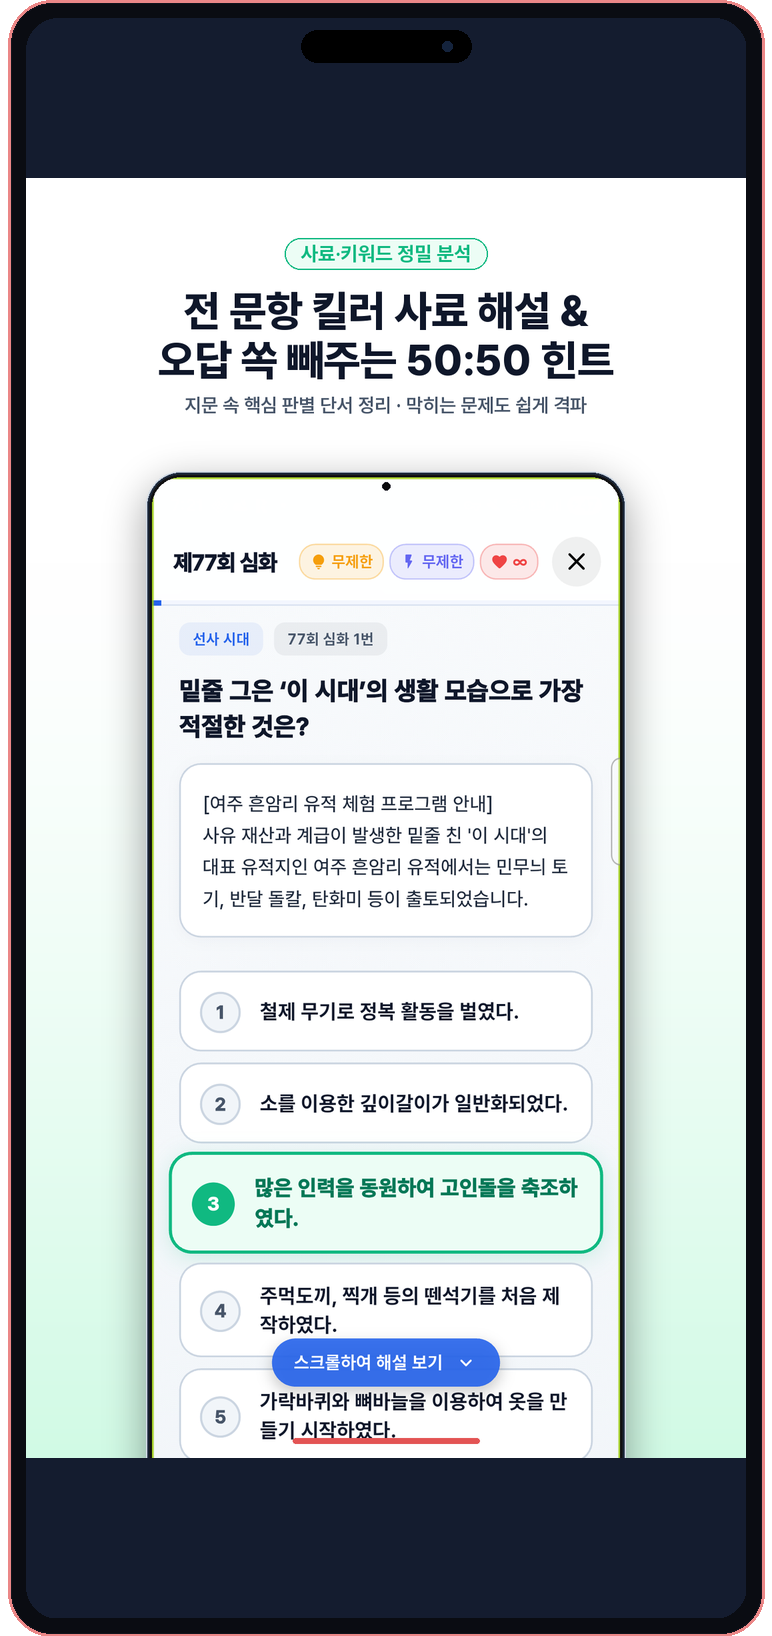 사료·키워드 정밀 분석
전 문항 킬러 사료 해설 &
오답 쏙 빼주는 50:50 힌트
지문 속 핵심 판별 단서 정리 · 막히는 문제도 쉽게 격파
제77회 심화 무제한 무제한 ∞
선사 시대 77회 심화 1번
밑줄 그은 ‘이 시대’의 생활 모습으로 가장
적절한 것은?
[여주 흔암리 유적 체험 프로그램 안내]
사유 재산과 계급이 발생한 밑줄 친 '이 시대'의
대표 유적지인 여주 흔암리 유적에서는 민무늬 토
기, 반달 돌칼, 탄화미 등이 출토되었습니다.
1 철제 무기로 정복 활동을 벌였다.
2 소를 이용한 깊이갈이가 일반화되었다.
3 많은 인력을 동원하여 고인돌을 축조하
였다.
4 주먹도끼, 찍개 등의 뗀석기를 처음 제
작하였다.
스크롤하여 해설 보기
5 가락바퀴와 뼈바늘을 이용하여 옷을 만
들기 시작하였다.